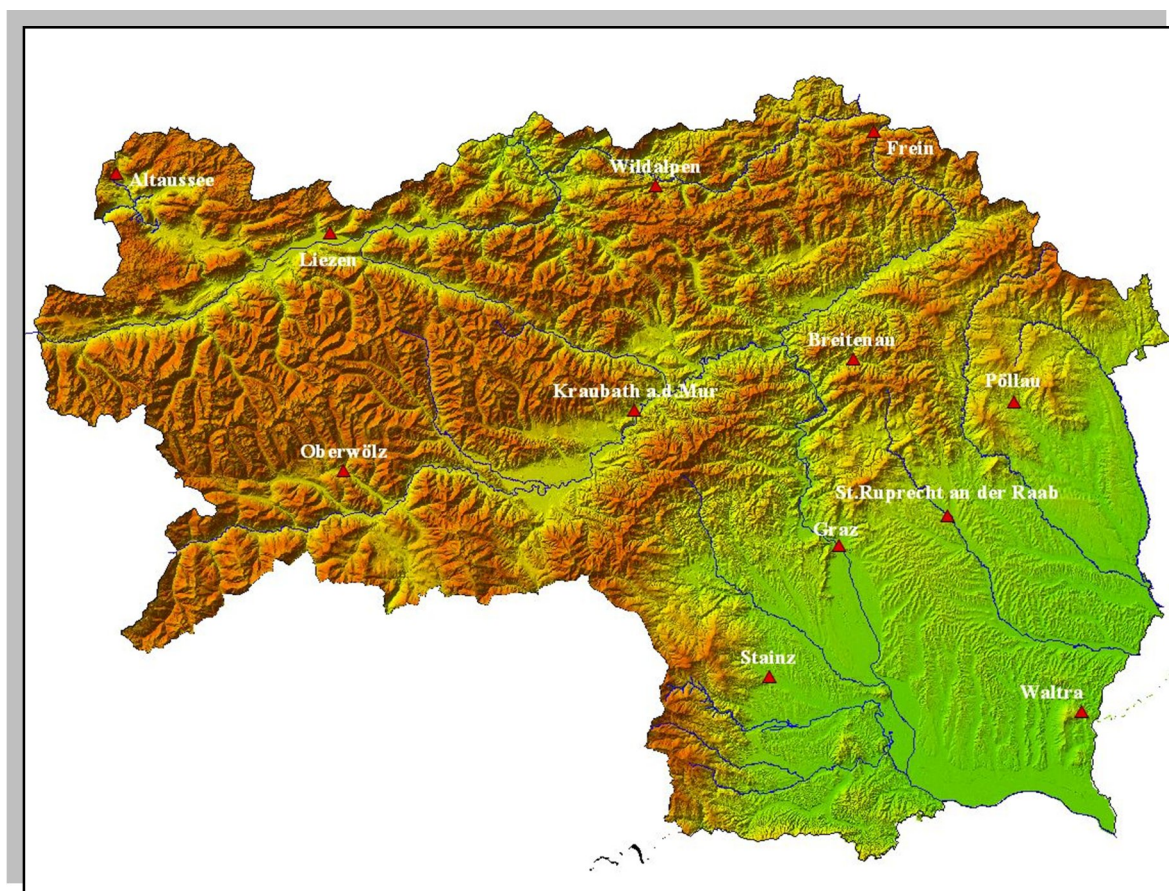 Frein
Wildalpen
Altaussee
Liezen
Breitenau
Pöllau
Kraubath a.d.Mur
Oberwölz
St.Ruprecht an der Raab
Graz
Stainz
Waltra